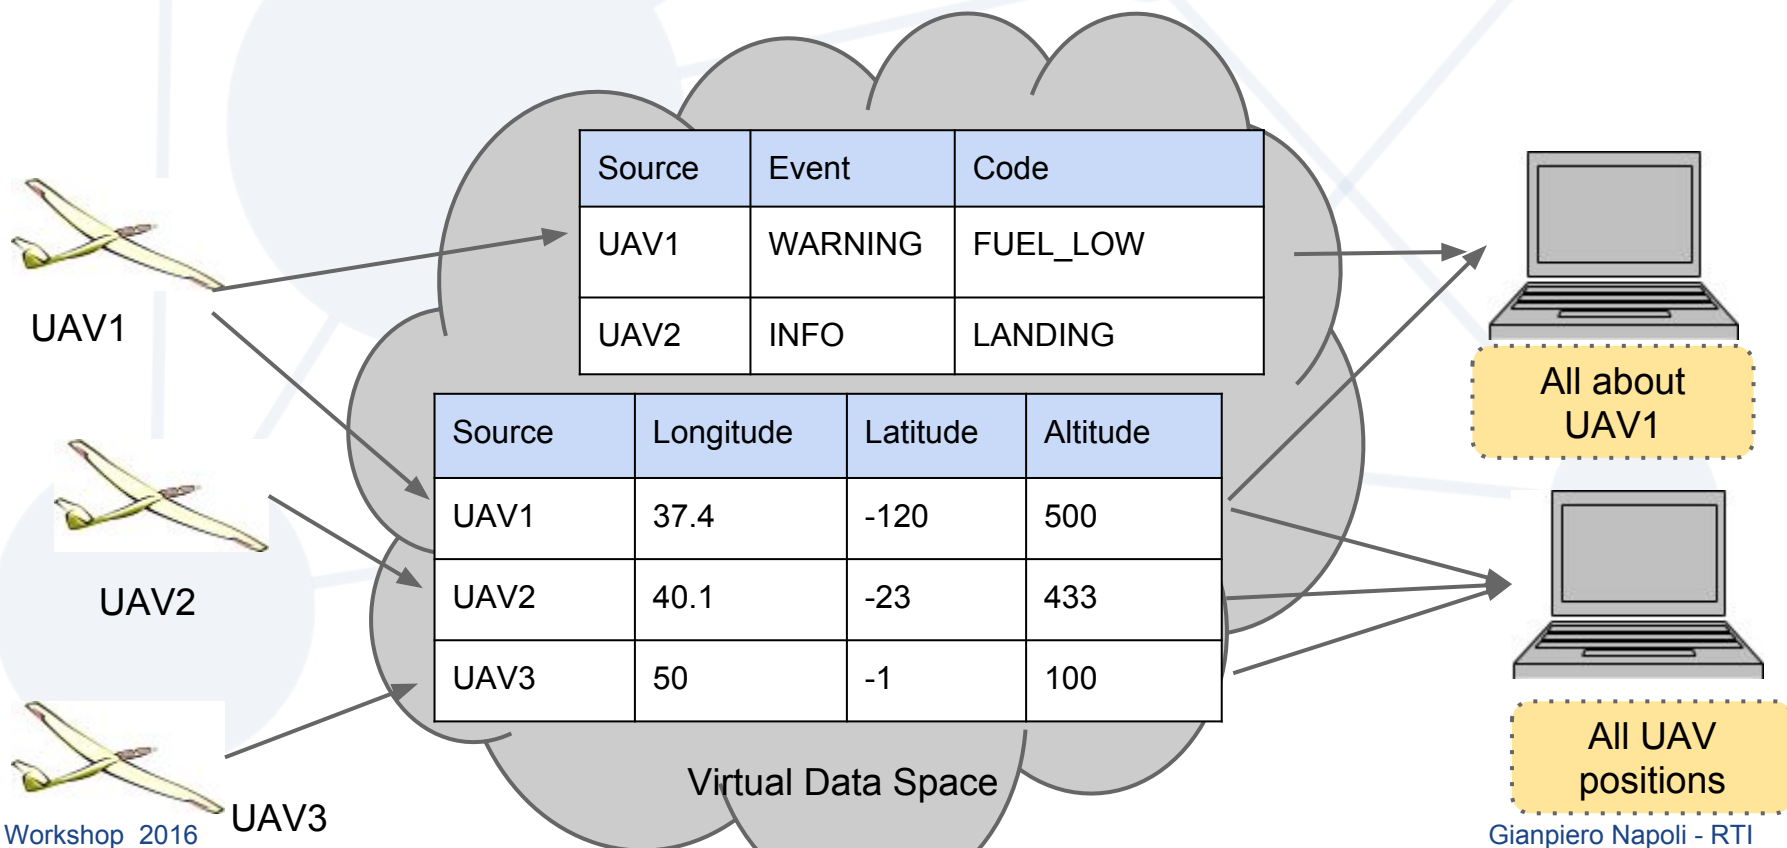 Source Event Code
UAV1 WARNING FUEL_LOW
UAV2 INFO LANDING
UAV1
All about
UAV1
Source Longitude Latitude Altitude
UAV1 37.4 -120 500
UAV2 40.1 -23 433
UAV3 50 -1 100
UAV2
Virtual Data Space
All UAV
positions
UAV3
Workshop 2016
Gianpiero Napoli - RTI